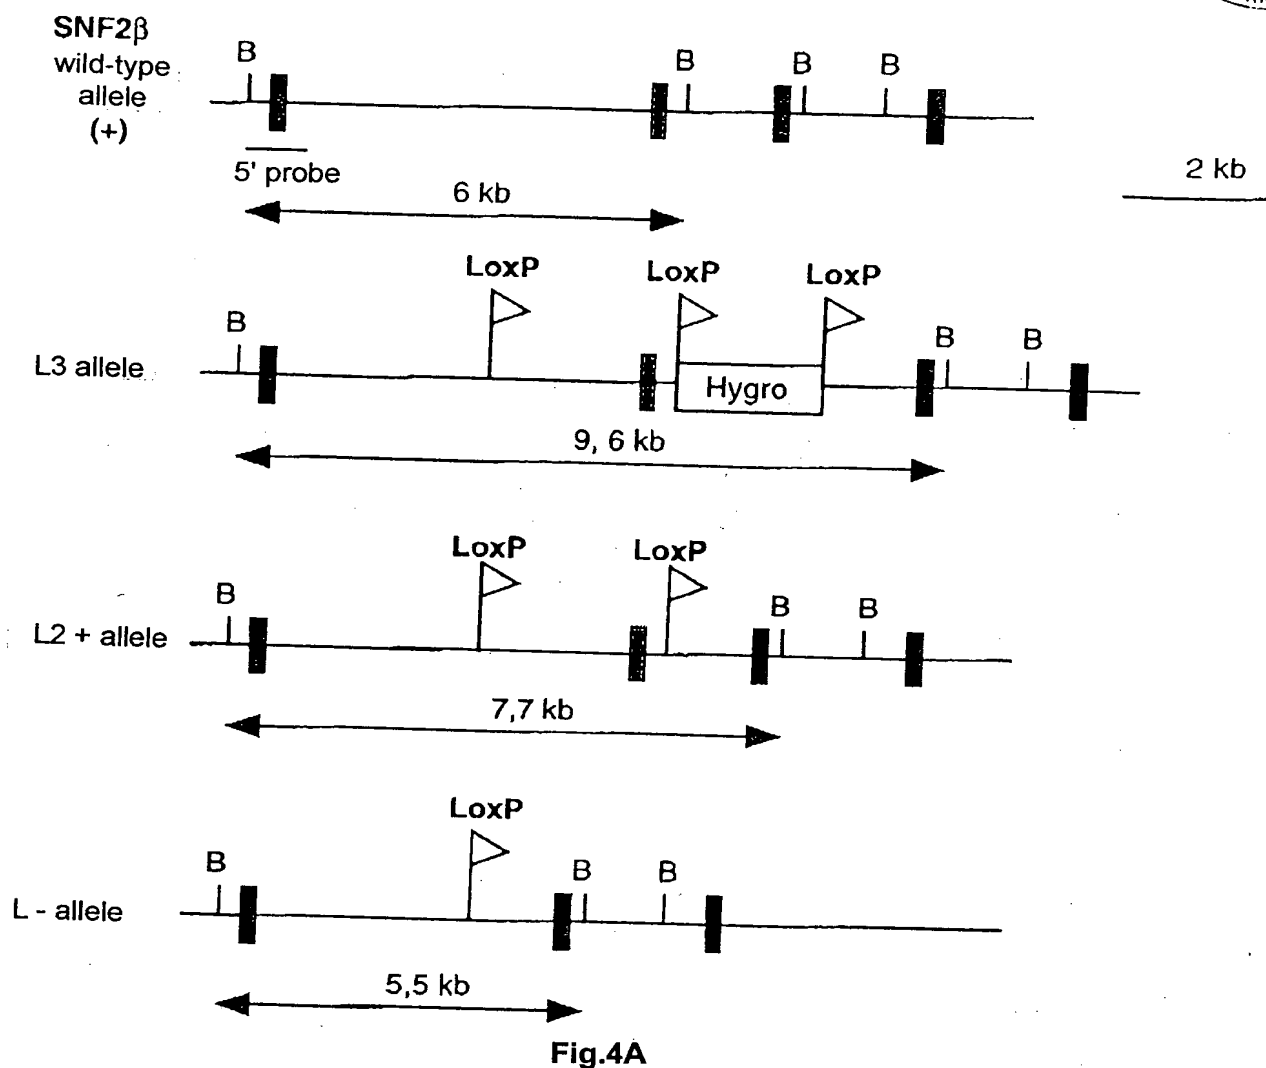 SNF2β
wild-type
allele
(+)
B
B
B
B
5' probe
6 kb
2 kb
LoxP
LoxP
LoxP
L3 allele
B
Hygro
B
B
9, 6 kb
LoxP
LoxP
L2 + allele
B
B
B
7,7 kb
LoxP
L - allele
B
B
B
5,5 kb
Fig.4A